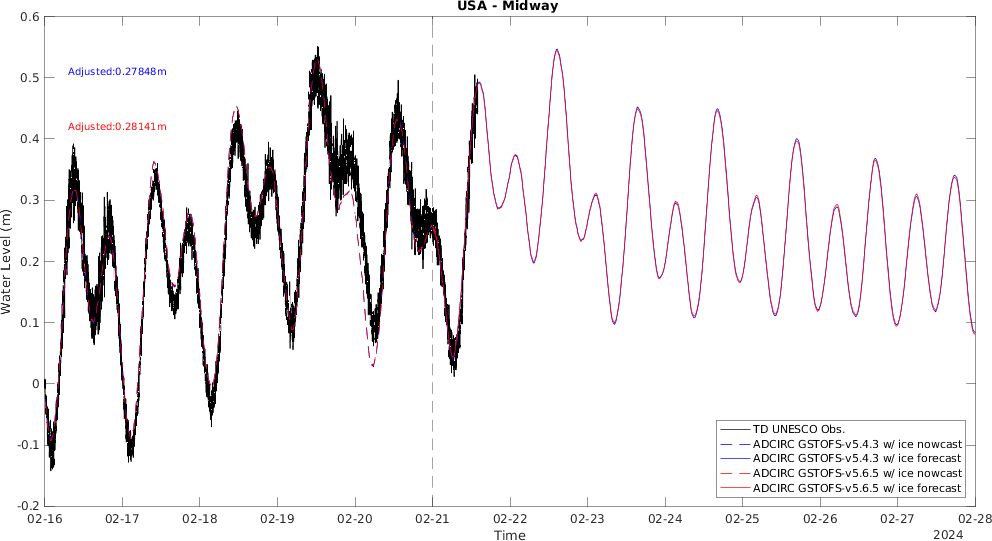 USA - Midway
0.6
0.5
0.4
0.3
0.2
0.1
0
-0.1
-0.2
Water Level (m)
Adjusted:0.27848m
Adjusted:0.28141m
TD UNESCO Obs.
ADCIRC GSTOFS-v5.4.3 w/ ice nowcast
ADCIRC GSTOFS-v5.4.3 w/ ice forecast
ADCIRC GSTOFS-v5.6.5 w/ ice nowcast
ADCIRC GSTOFS-v5.6.5 w/ ice forecast
02-16 02-17 02-18 02-19 02-20 02-21 02-22 02-23 02-24 02-25 02-26 02-27 02-28
Time
2024